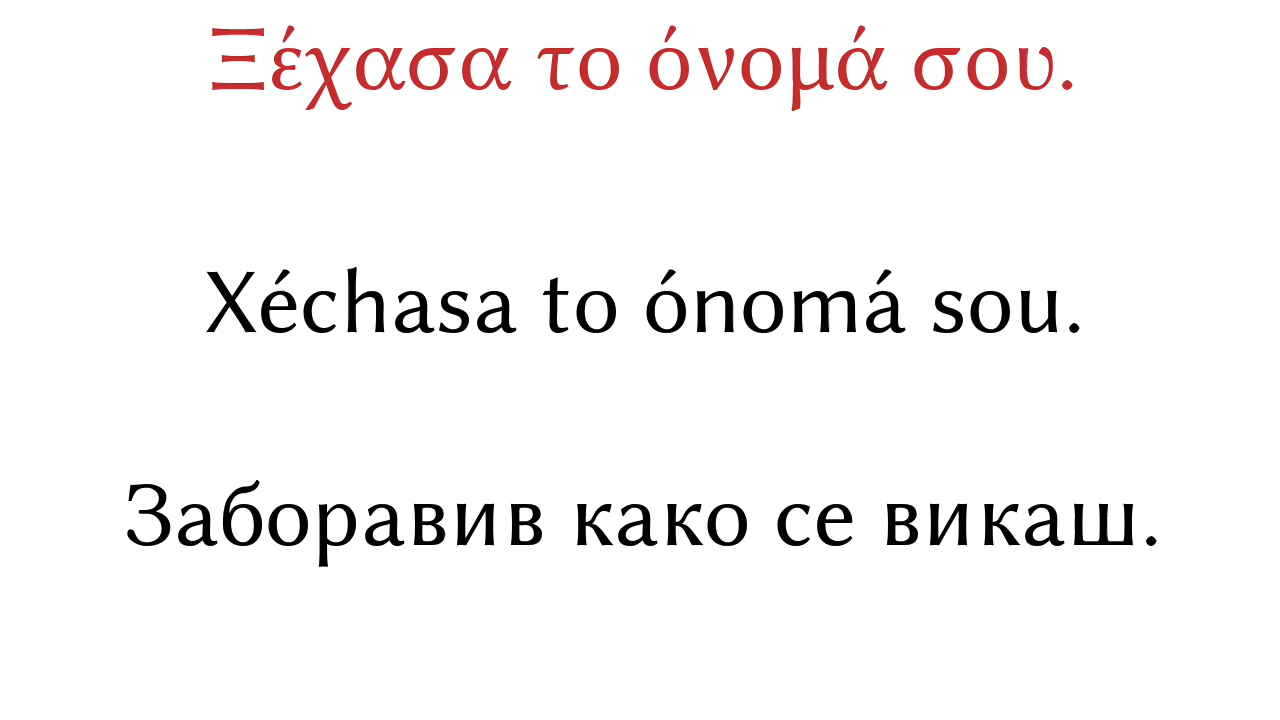 Ξέχασα το όνομά σου.
Xéchasa to ónomá sou.
Заборавив како се викаш.